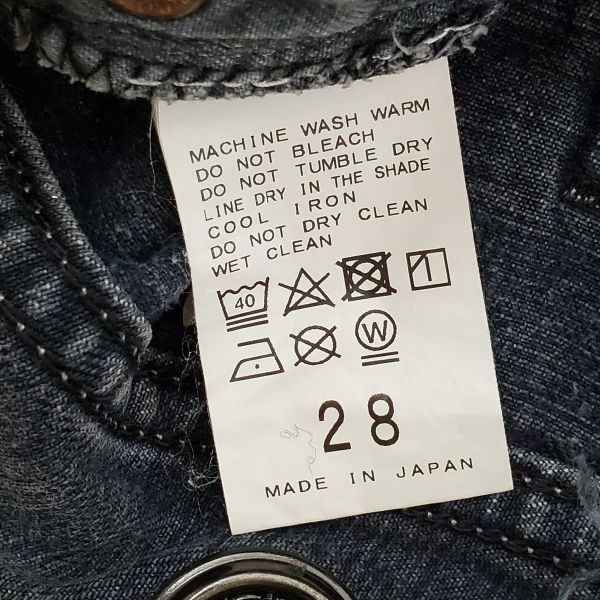 MACHINE WASH WARM
DO NOT BLEACH
DO NOT TUMBLE DRY
LINE DRY IN THE SHADE
COOL IRON
DO NOT DRY CLEAN
WET CLEAN
40
W
28
MADE IN JAPAN